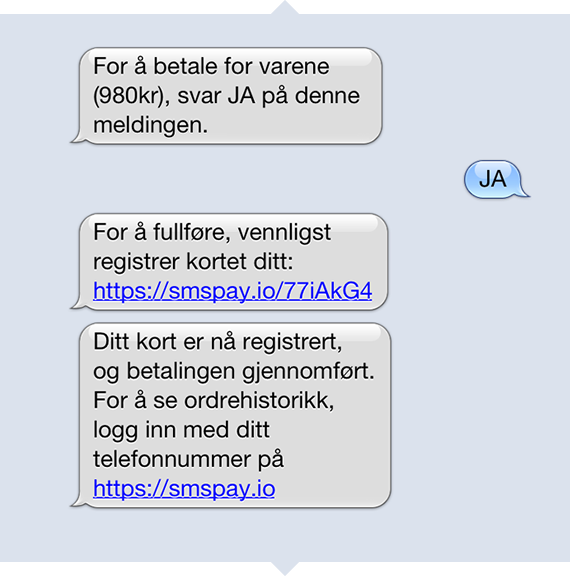 For å betale for varene
(980kr), svar JA på denne
meldingen.
JA
For å fullføre, vennligst
registrer kortet ditt:
https://smspay.io/77iAkG4
Ditt kort er nå registrert,
og betalingen gjennomført.
For å se ordrehistorikk,
logg inn med ditt
telefonnummer på
https://smspay.io